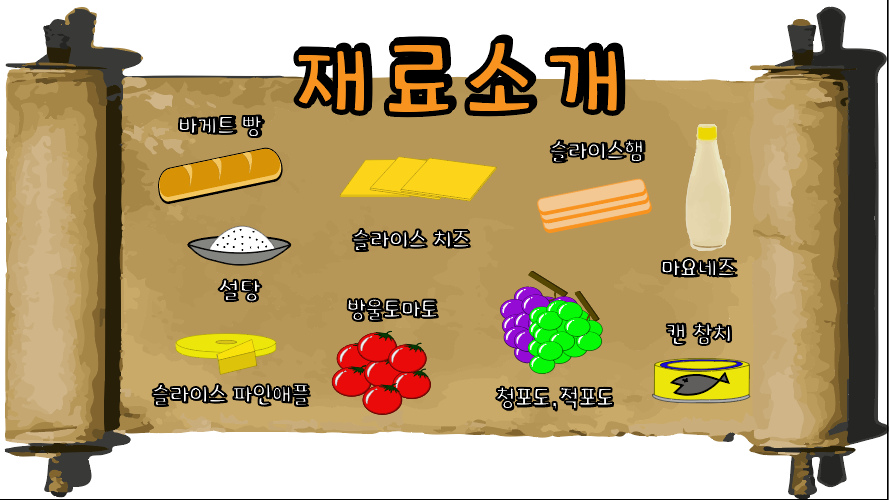 재료소개
바게트 빵
슬라이스 치즈
슬라이스햄
마요네즈
설탕
방울토마토
캔 참치
슬라이스 파인애플
청포도,적포도